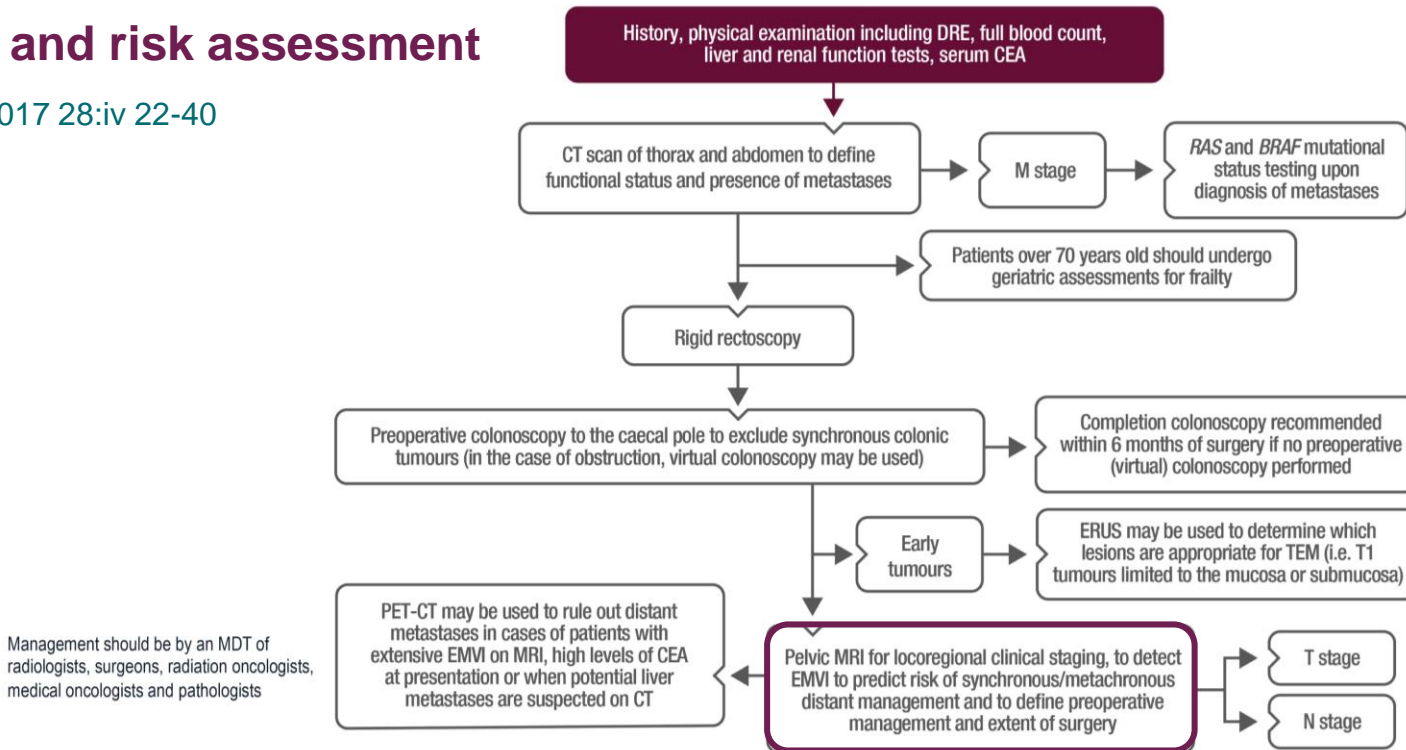 and risk assessment
017 28:iv 22-40
History, physical examination including DRE, full blood count,
liver and renal function tests, serum CEA
CT scan of thorax and abdomen to define
functional status and presence of metastases
M stage
RAS and BRAF mutational
status testing upon
diagnosis of metastases
Patients over 70 years old should undergo
geriatric assessments for frailty
Rigid rectoscopy
Preoperative colonoscopy to the caecal pole to exclude synchronous colonic
tumours (in the case of obstruction, virtual colonoscopy may be used)
Completion colonoscopy recommended
within 6 months of surgery if no preoperative
(virtual) colonoscopy performed
Early
tumours
ERUS may be used to determine which
lesions are appropriate for TEM (i.e. T1
tumours limited to the mucosa or submucosa)
PET-CT may be used to rule out distant
metastases in cases of patients with
extensive EMVI on MRI, high levels of CEA
at presentation or when potential liver
metastases are suspected on CT
Pelvic MRI for locoregional clinical staging, to detect
EMVI to predict risk of synchronous/metachronous
distant management and to define preoperative
management and extent of surgery
T stage
N stage
Management should be by an MDT of
radiologists, surgeons, radiation oncologists,
medical oncologists and pathologists